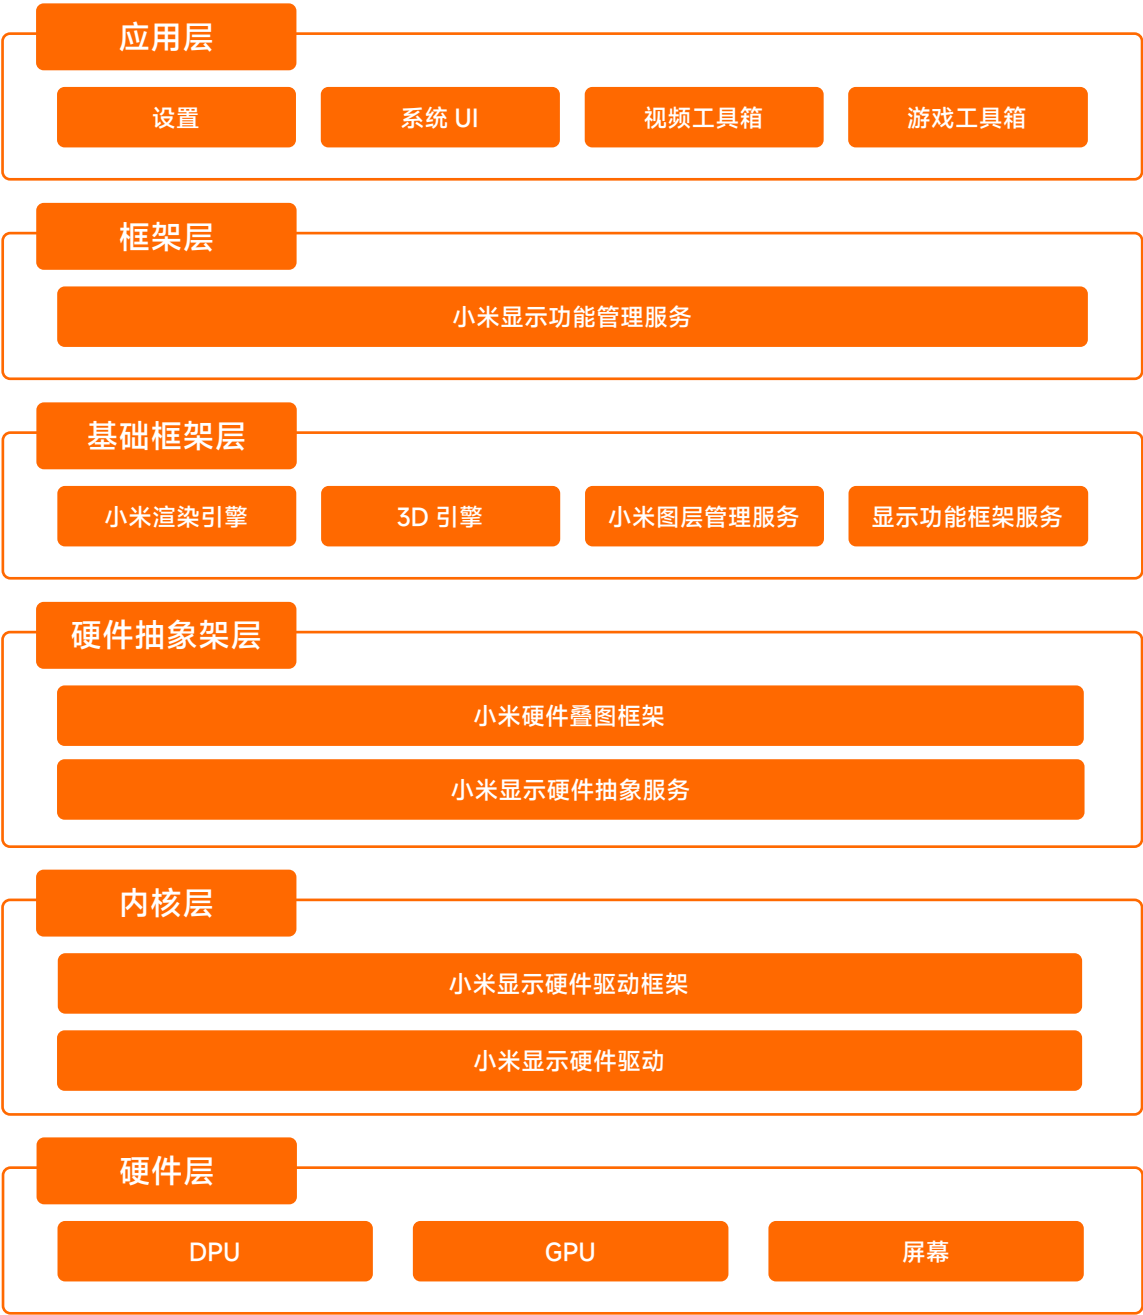 应用层
设置
系统 UI
视频工具箱
游戏工具箱
框架层
小米显示功能管理服务
基础框架层
小米渲染引擎
3D 引擎
小米图层管理服务
显示功能框架服务
硬件抽象架层
小米硬件叠图框架
小米显示硬件抽象服务
内核层
小米显示硬件驱动框架
小米显示硬件驱动
硬件层
DPU
GPU
屏幕